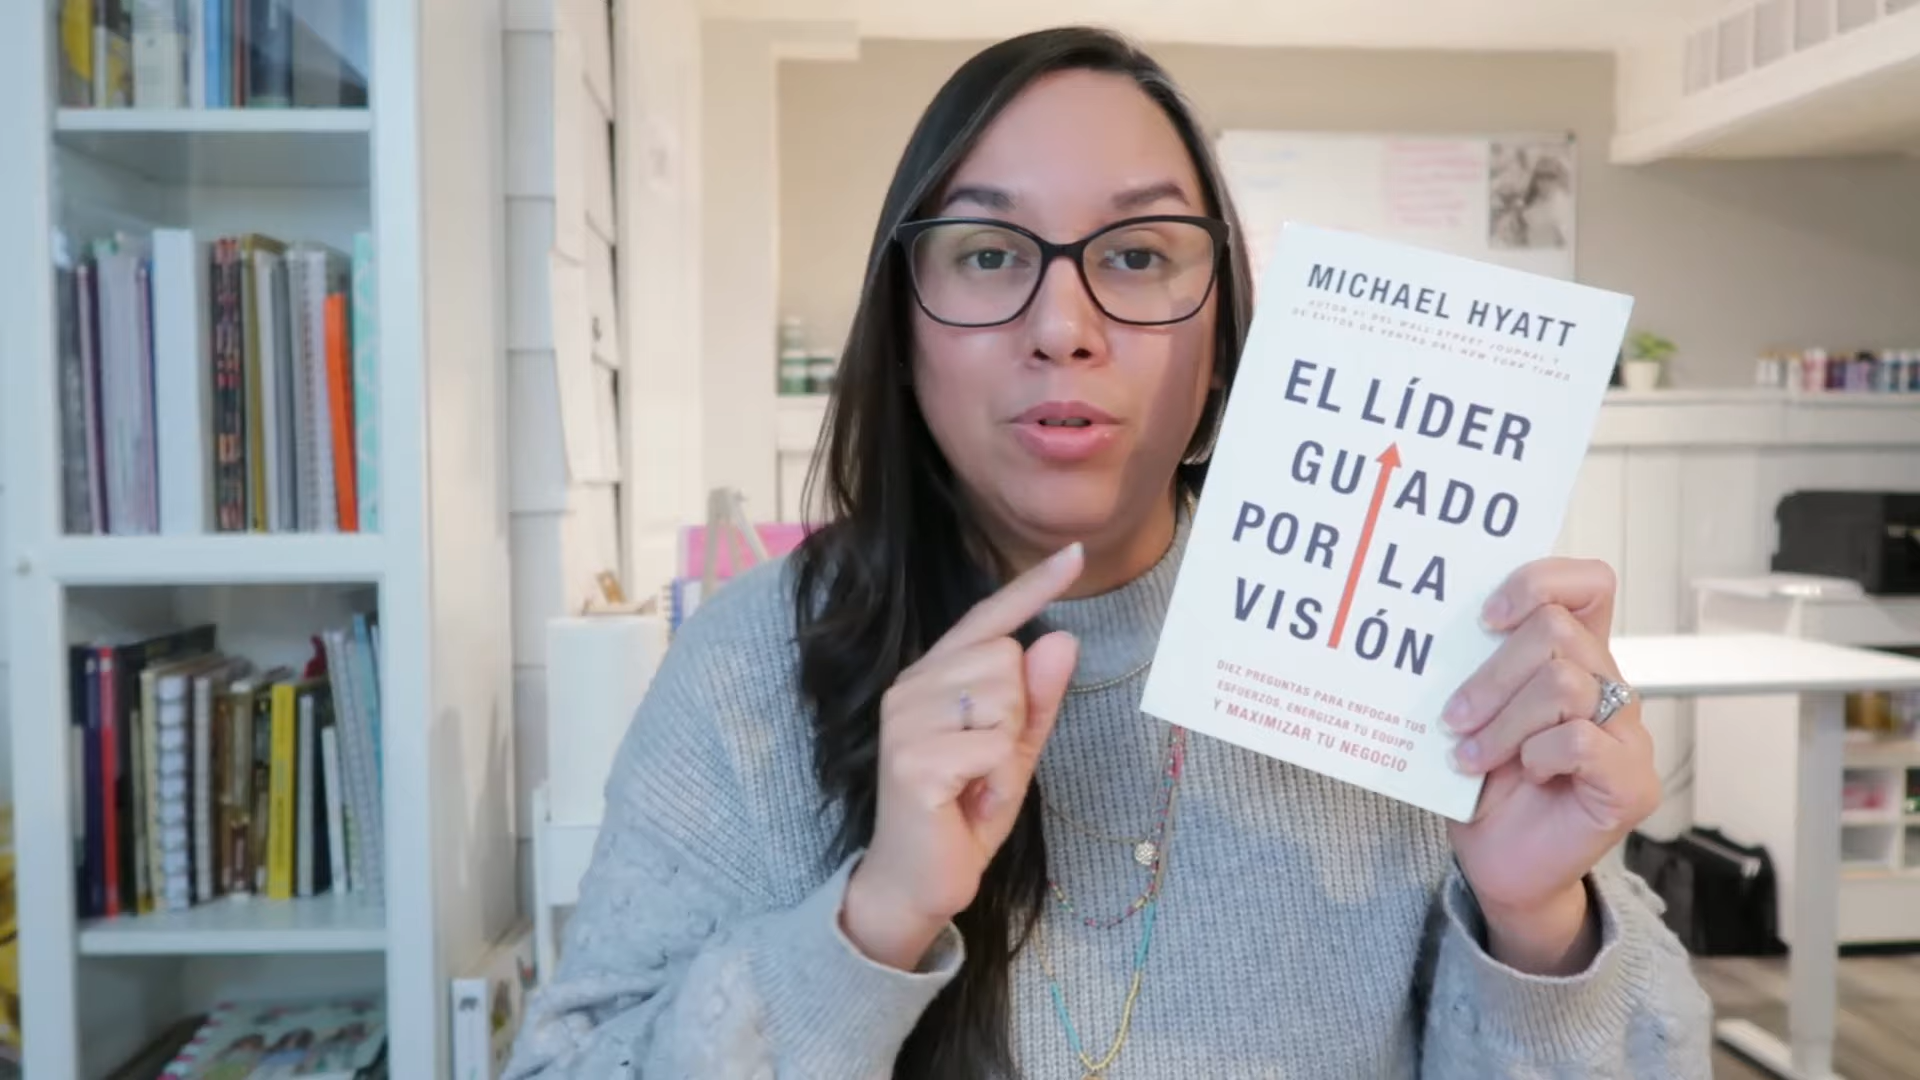 MICHAEL HYATT
AUTOR #1 DEL WALL STREET JOURNAL Y
DE ÉXITOS DE VENTAS DEL NEW YORK TIMES
EL LÍDER
GUIADO
POR LA
VISIÓN
DIEZ PREGUNTAS PARA ENFOCAR TUS
ESFUERZOS, ENERGIZAR TU EQUIPO
Y MAXIMIZAR TU NEGOCIO